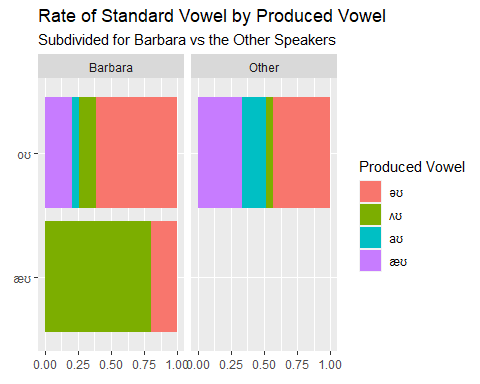 Rate of Standard Vowel by Produced Vowel
Subdivided for Barbara vs the Other Speakers
Barbara
Other
oʊ
æʊ
0.00 0.25 0.50 0.75 1.00
0.00 0.25 0.50 0.75 1.00
Produced Vowel
əʊ
ʌʊ
aʊ
æʊ